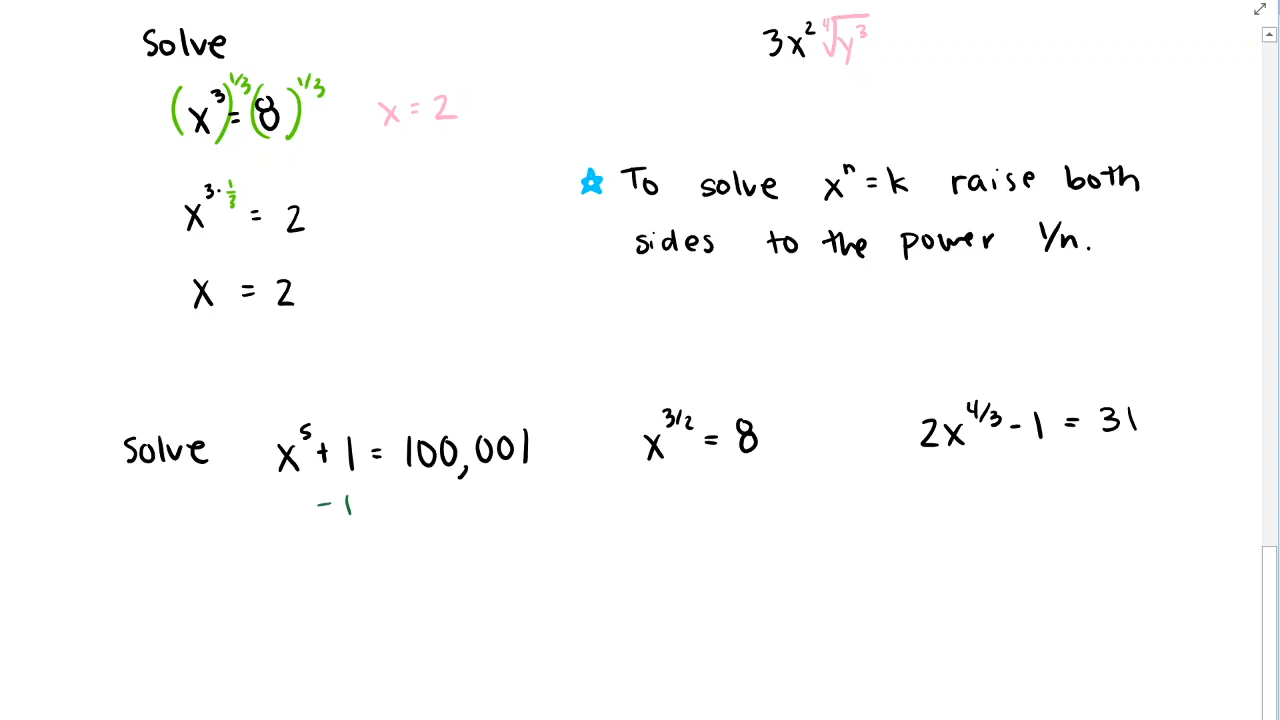 Solve
(x³)^1/3 = (8)^1/3 x = 2
x^3·1/3 = 2
x = 2
3x² ∜y³
☆ To solve xⁿ = k raise both
sides to the power 1/n.
Solve x⁵ + 1 = 100,001 x^3/2 = 8 2x^4/3 - 1 = 31
- 1